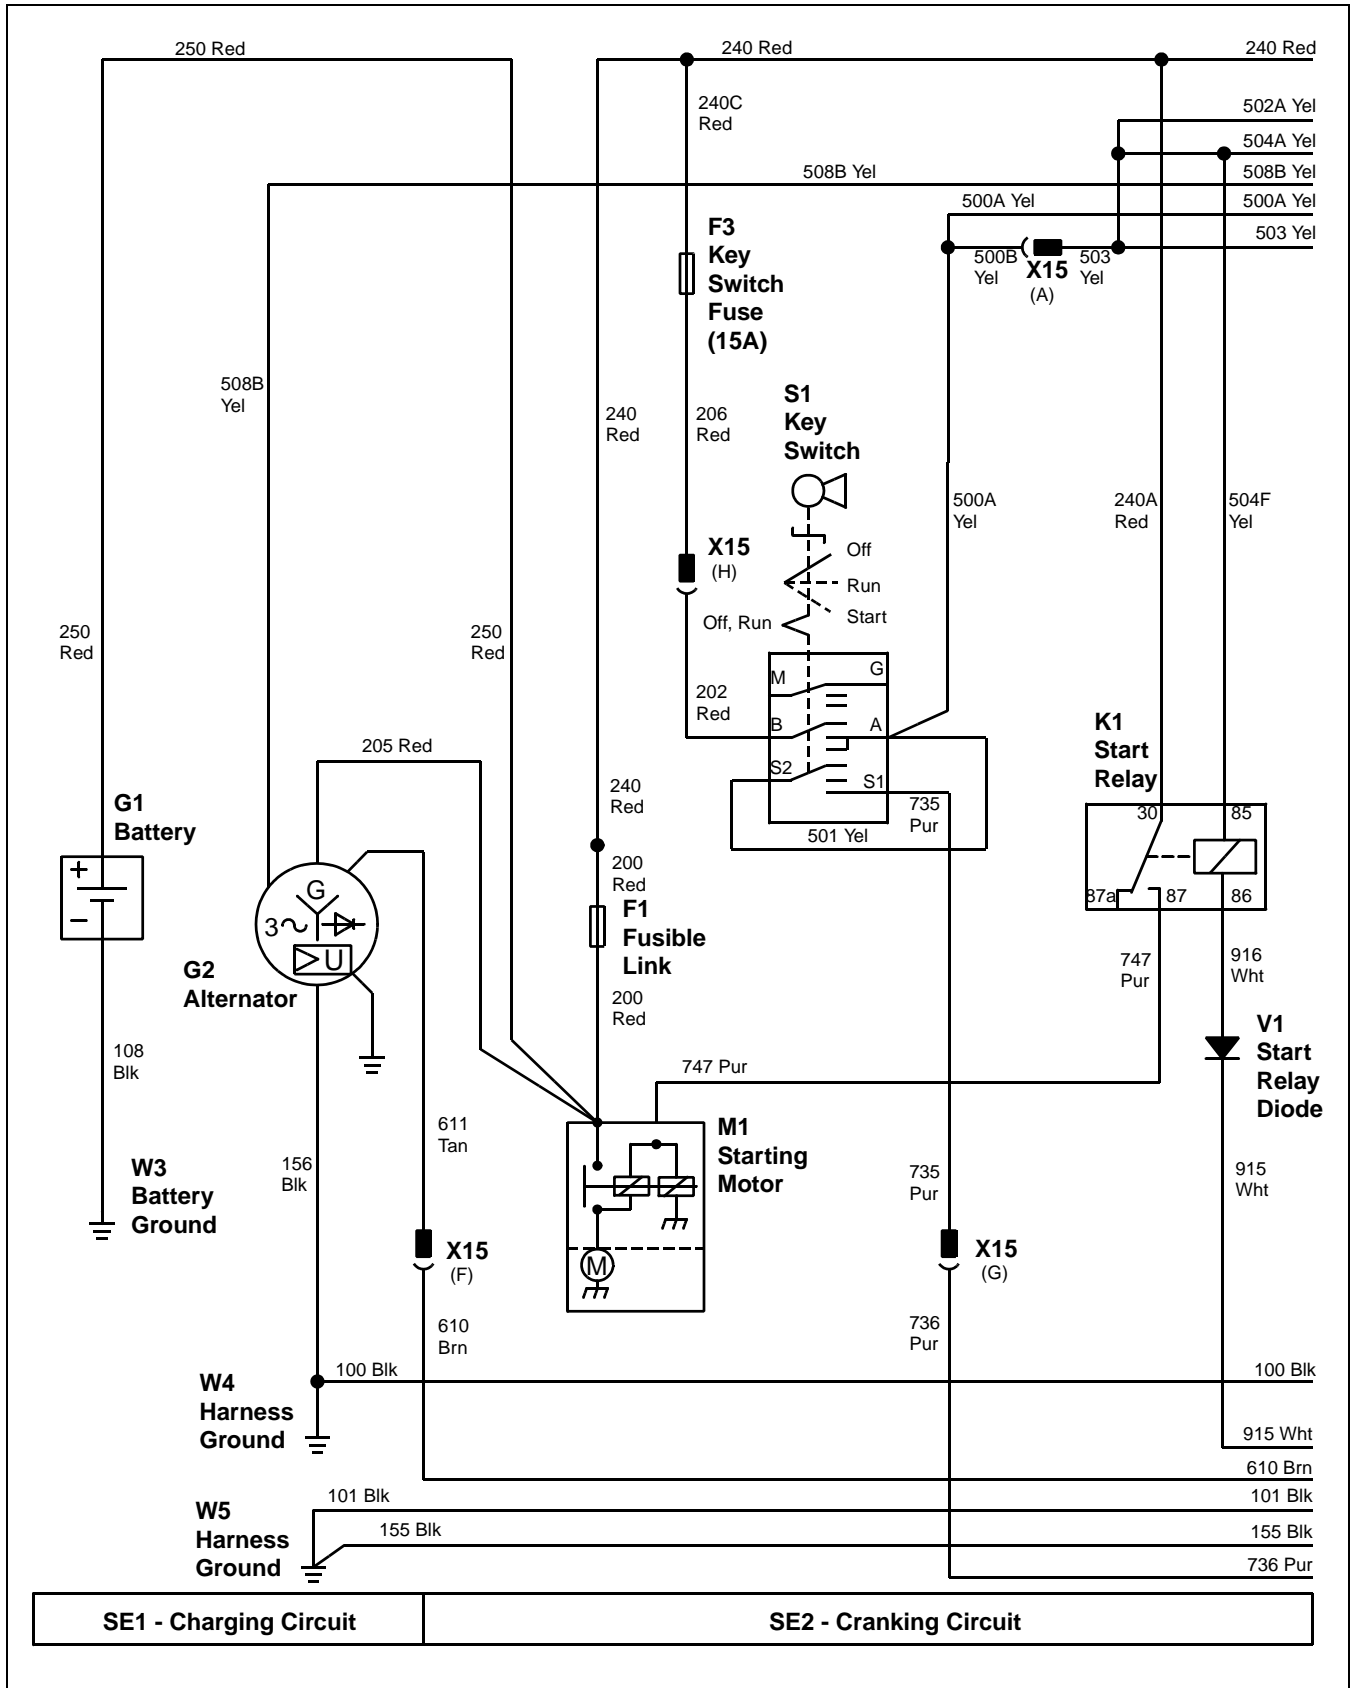 250 Red
240 Red
240 Red
240C
Red
502A Yel
504A Yel
508B Yel
508B Yel
500A Yel
500A Yel
503 Yel
F3
Key
Switch
Fuse
(15A)
500B
Yel
X15
(A)
503
Yel
508B
Yel
240
Red
206
Red
S1
Key
Switch
500A
Yel
240A
Red
504F
Yel
X15
(H)
Off
Run
Start
Off, Run
250
Red
250
Red
202
Red
M
G
B
A
S2
S1
K1
Start
Relay
205 Red
240
Red
735
Pur
501 Yel
30
85
87a
87
86
G1
Battery
+
−
200
Red
F1
Fusible
Link
200
Red
G
3
U
G2
Alternator
747
Pur
916
Wht
V1
Start
Relay
Diode
108
Blk
747 Pur
611
Tan
M1
Starting
Motor
M
W3
Battery
Ground
156
Blk
735
Pur
915
Wht
X15
(F)
X15
(G)
610
Brn
736
Pur
100 Blk
100 Blk
W4
Harness
Ground
915 Wht
610 Brn
101 Blk
101 Blk
W5
Harness
Ground
155 Blk
155 Blk
736 Pur
SE1 - Charging Circuit
SE2 - Cranking Circuit